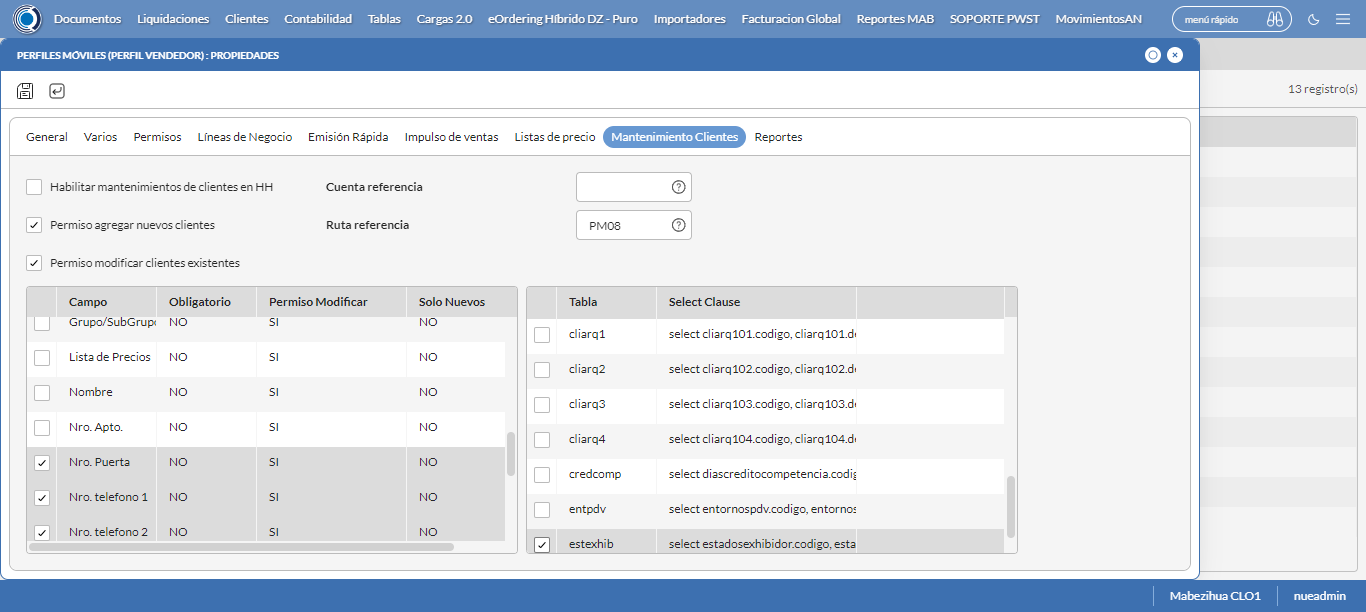 Documentos Liquidaciones Clientes Contabilidad Tablas Cargas 2.0 eOrdering Híbrido DZ - Puro Importadores Facturacion Global Reportes MAB SOPORTE PWST MovimientosAN menú rápido
PERFILES MÓVILES (PERFIL VENDEDOR) : PROPIEDADES
13 registro(s)
General Varios Permisos Líneas de Negocio Emisión Rápida Impulso de ventas Listas de precio Mantenimiento Clientes Reportes
Habilitar mantenimientos de clientes en HH Cuenta referencia
Permiso agregar nuevos clientes Ruta referencia PM08
Permiso modificar clientes existentes
Campo Obligatorio Permiso Modificar Solo Nuevos
Grupo/SubGrupo NO SI NO
Lista de Precios NO SI NO
Nombre NO SI NO
Nro. Apto. NO SI NO
Nro. Puerta NO SI NO
Nro. telefono 1 NO SI NO
Nro. telefono 2 NO SI NO
Tabla Select Clause
cliarq1 select cliarq101.codigo, cliarq101.de
cliarq2 select cliarq102.codigo, cliarq102.de
cliarq3 select cliarq103.codigo, cliarq103.de
cliarq4 select cliarq104.codigo, cliarq104.de
credcomp select diascreditocompetencia.codig
entpdv select entornospdv.codigo, entornos
estexhib select estadosexhibidor.codigo, esta
Mabezihua CLO1 nueadmin